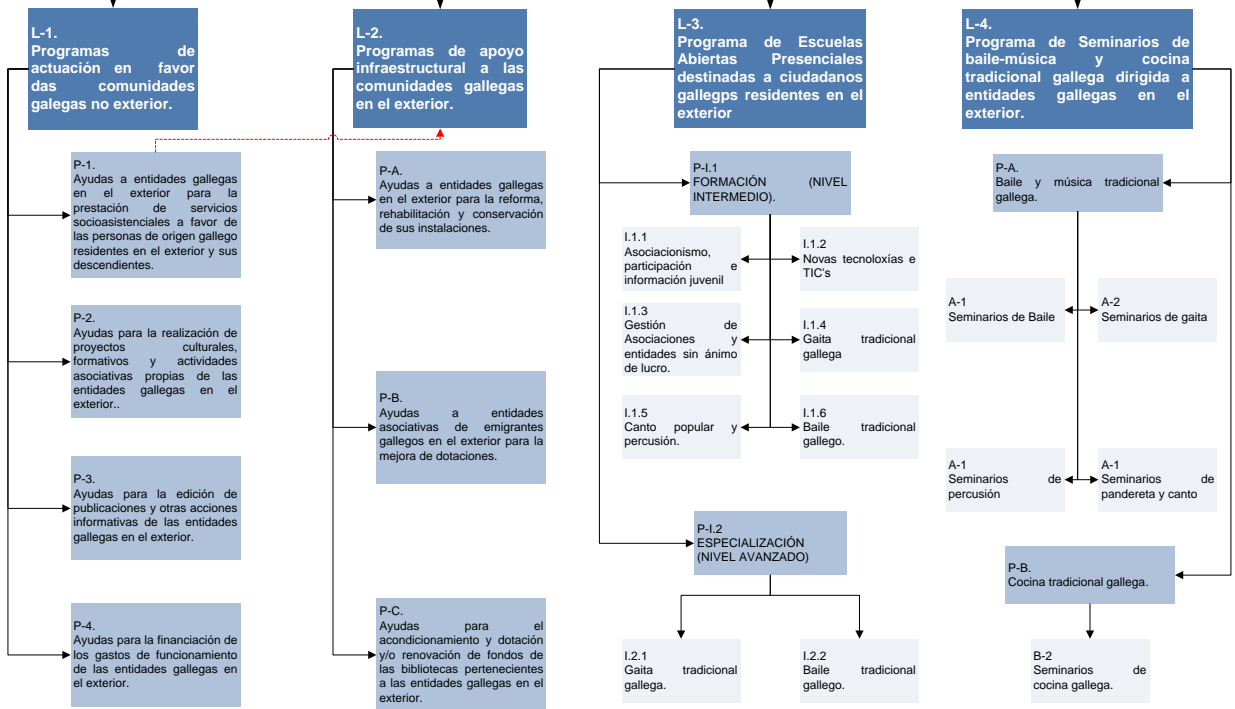 L-1.
Programas de
actuación en favor
das comunidades
galegas no exterior.
L-2.
Programas de apoyo
infraestructural a las
comunidades gallegas
en el exterior.
L-3.
Programa de Escuelas
Abiertas Presenciales
destinadas a ciudadanos
gallegps residentes en el
exterior
L-4.
Programa de Seminarios de
baile-música y cocina
tradicional gallega dirigida a
entidades gallegas en el
exterior.
P-1.
Ayudas a entidades gallegas
en el exterior para la
prestación de servicios
socioasistenciales a favor de
las personas de origen gallego
residentes en el exterior y sus
descendientes.
P-2.
Ayudas para la realización de
proyectos culturales,
formativos y actividades
asociativas propias de las
entidades gallegas en el
exterior..
P-3.
Ayudas para la edición de
publicaciones y otras acciones
informativas de las entidades
gallegas en el exterior.
P-4.
Ayudas para la financiación de
los gastos de funcionamiento
de las entidades gallegas en
el exterior.
P-A.
Ayudas a entidades gallegas
en el exterior para la reforma,
rehabilitación y conservación
de sus instalaciones.
P-B.
Ayudas a entidades
asociativas de emigrantes
gallegos en el exterior para la
mejora de dotaciones.
P-C.
Ayudas para el
acondicionamiento y dotación
y/o renovación de fondos de
las bibliotecas pertenecientes
a las entidades gallegas en el
exterior.
P-I.1
FORMACIÓN (NIVEL
INTERMEDIO).
I.1.1
Asociacionismo,
participación e
información juvenil
I.1.2
Novas tecnoloxías e
TIC's
I.1.3
Gestión de
Asociaciones y
entidades sin ánimo
de lucro.
I.1.4
Gaita tradicional
gallega
I.1.5
Canto popular y
percusión.
I.1.6
Baile tradicional
gallego.
P-I.2
ESPECIALIZACIÓN
(NIVEL AVANZADO)
I.2.1
Gaita tradicional
gallega.
I.2.2
Baile tradicional
gallego.
P-A.
Baile y música tradicional
gallega.
A-1
Seminarios de Baile
A-2
Seminarios de gaita
A-1
Seminarios de
percusión
A-1
Seminarios de
pandereta y canto
P-B.
Cocina tradicional gallega.
B-2
Seminarios de
cocina gallega.